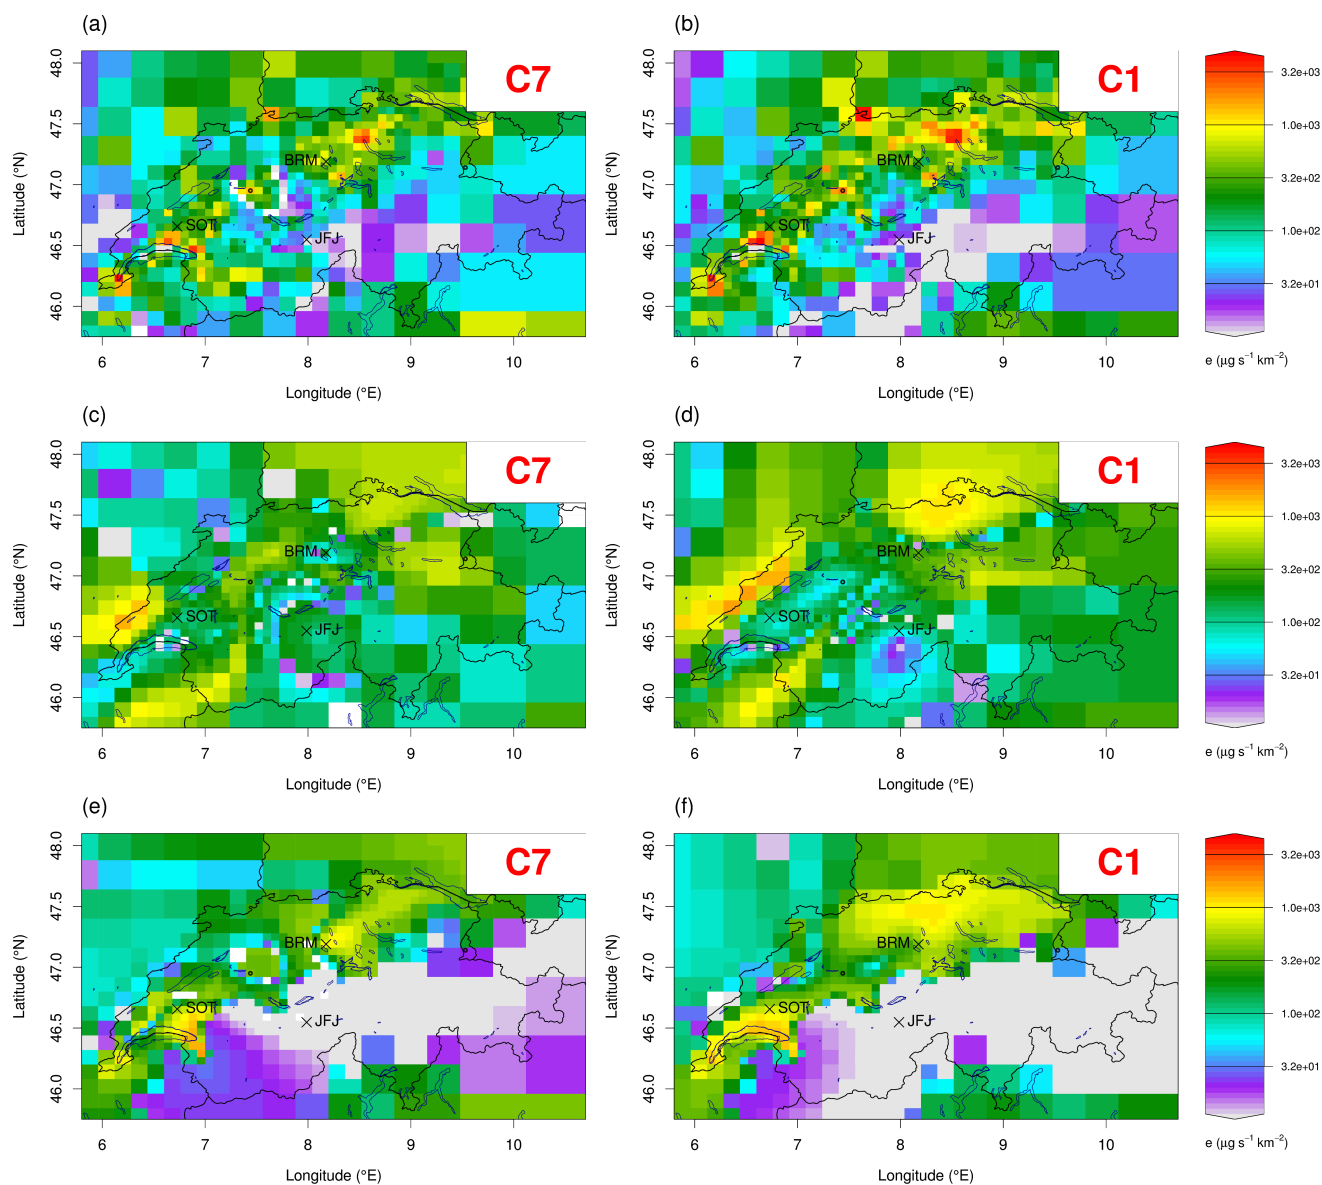 (a)
C7
48.0
47.5
47.0
46.5
46.0
Latitude (°N)
BRM
SOT
JFJ
6 7 8 9 10
Longitude (°E)
(b)
C1
48.0
47.5
47.0
46.5
46.0
Latitude (°N)
BRM
SOT
JFJ
6 7 8 9 10
Longitude (°E)
3.2e+03
1.0e+03
3.2e+02
1.0e+02
3.2e+01
e (μg s⁻¹ km⁻²)
(c)
C7
48.0
47.5
47.0
46.5
46.0
Latitude (°N)
BRM
SOT
JFJ
6 7 8 9 10
Longitude (°E)
(d)
C1
48.0
47.5
47.0
46.5
46.0
Latitude (°N)
BRM
SOT
JFJ
6 7 8 9 10
Longitude (°E)
3.2e+03
1.0e+03
3.2e+02
1.0e+02
3.2e+01
e (μg s⁻¹ km⁻²)
(e)
C7
48.0
47.5
47.0
46.5
46.0
Latitude (°N)
BRM
SOT
JFJ
6 7 8 9 10
Longitude (°E)
(f)
C1
48.0
47.5
47.0
46.5
46.0
Latitude (°N)
BRM
SOT
JFJ
6 7 8 9 10
Longitude (°E)
3.2e+03
1.0e+03
3.2e+02
1.0e+02
3.2e+01
e (μg s⁻¹ km⁻²)